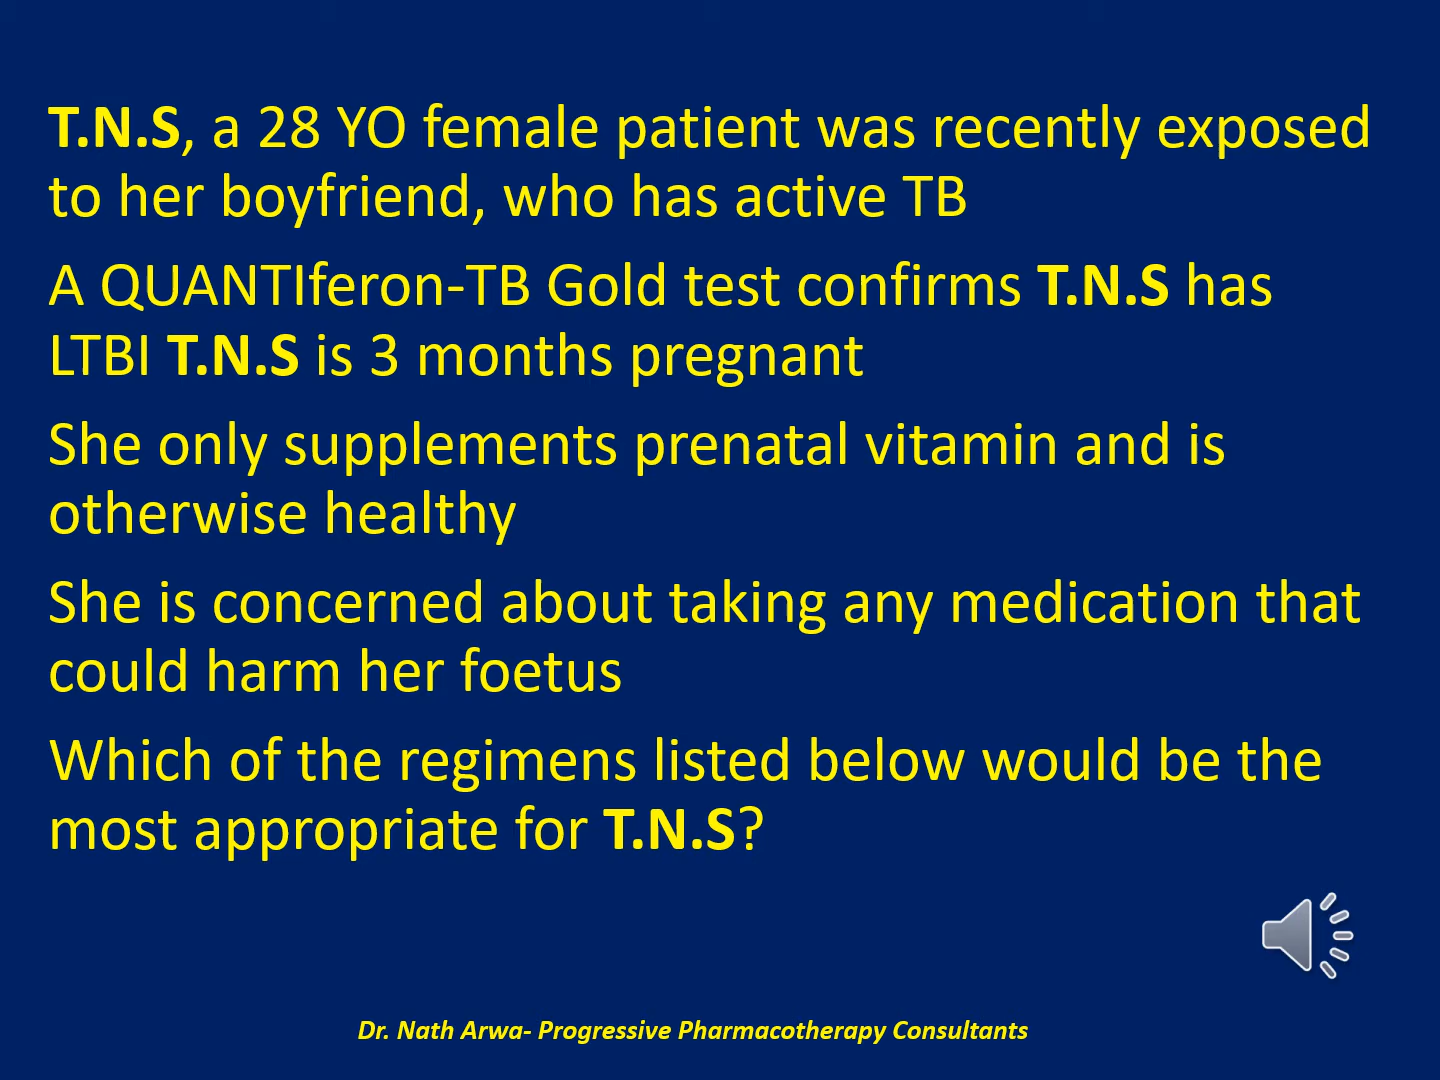 T.N.S, a 28 YO female patient was recently exposed
to her boyfriend, who has active TB
A QUANTIferon-TB Gold test confirms T.N.S has
LTBI T.N.S is 3 months pregnant
She only supplements prenatal vitamin and is
otherwise healthy
She is concerned about taking any medication that
could harm her foetus
Which of the regimens listed below would be the
most appropriate for T.N.S?
Dr. Nath Arwa- Progressive Pharmacotherapy Consultants